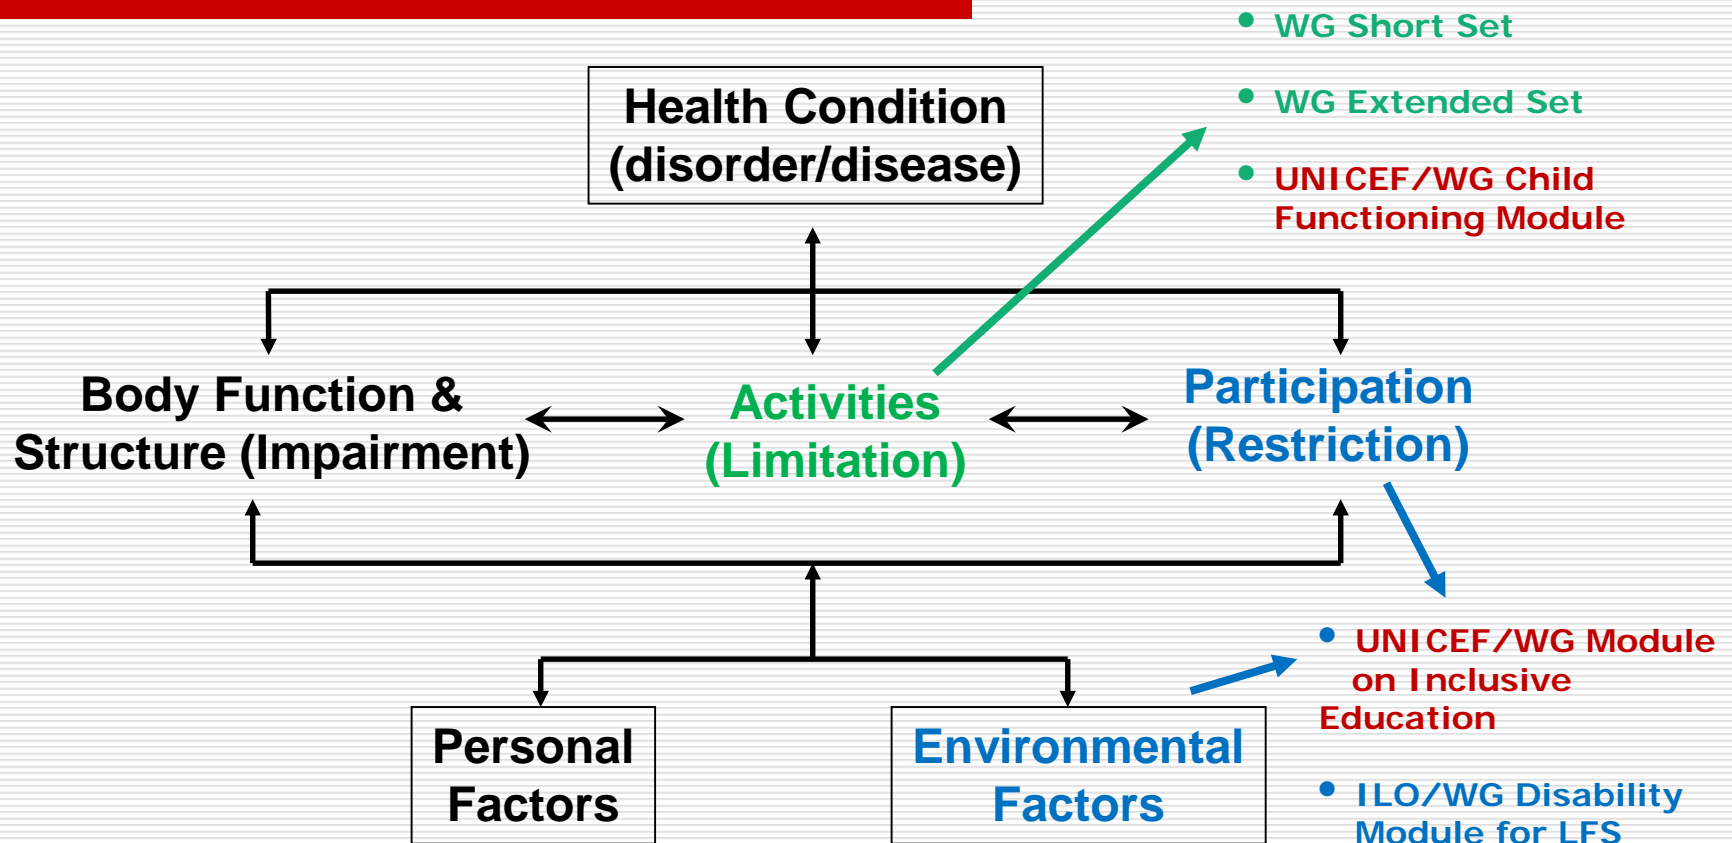 WG Short Set
WG Extended Set
UNICEF/WG Child
Functioning Module
Health Condition
(disorder/disease)
Body Function &
Structure (Impairment)
Activities
(Limitation)
Participation
(Restriction)
UNICEF/WG Module
on Inclusive
Education
ILO/WG Disability
Module for LFS
Personal
Factors
Environmental
Factors